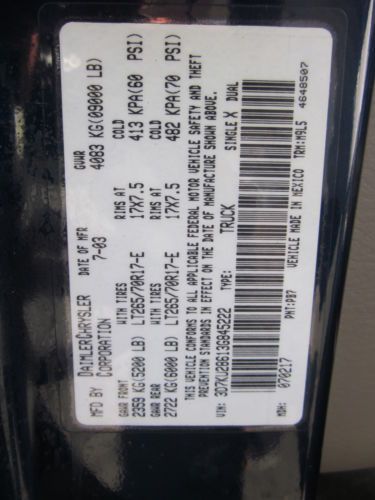 MFD BY DAIMLERCHRYSLER CORPORATION
DATE OF MFR 7-03
GVWR 4083 KG(09000 LB)
GAWR FRONT WITH TIRES RIMS AT COLD
2359 KG(5200 LB) LT265/70R17-E 17X7.5 413 KPA(60 PSI)
GAWR REAR WITH TIRES RIMS AT COLD
2722 KG(6000 LB) LT265/70R17-E 17X7.5 482 KPA(70 PSI)
THIS VEHICLE CONFORMS TO ALL APPLICABLE FEDERAL MOTOR VEHICLE SAFETY AND THEFT
PREVENTION STANDARDS IN EFFECT ON THE DATE OF MANUFACTURE SHOWN ABOVE.
VIN: 3D7KU28613G845222 TYPE: TRUCK SINGLE X DUAL
MDH: 070217 PNT: PB7 MADE IN MEXICO TRM: M9L5 4648507